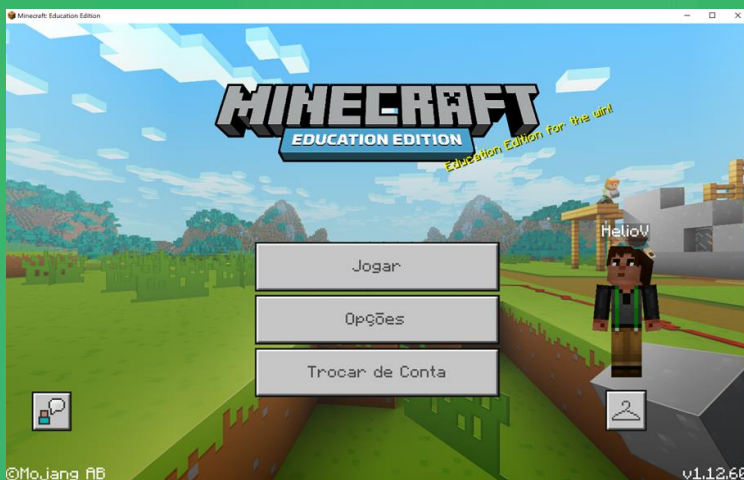 Minecraft: Education Edition
MINECRAFT
EDUCATION EDITION
Education Edition for the win!
HelioV
Jogar
Opções
Trocar de Conta
©Mojang AB
v1.12.60